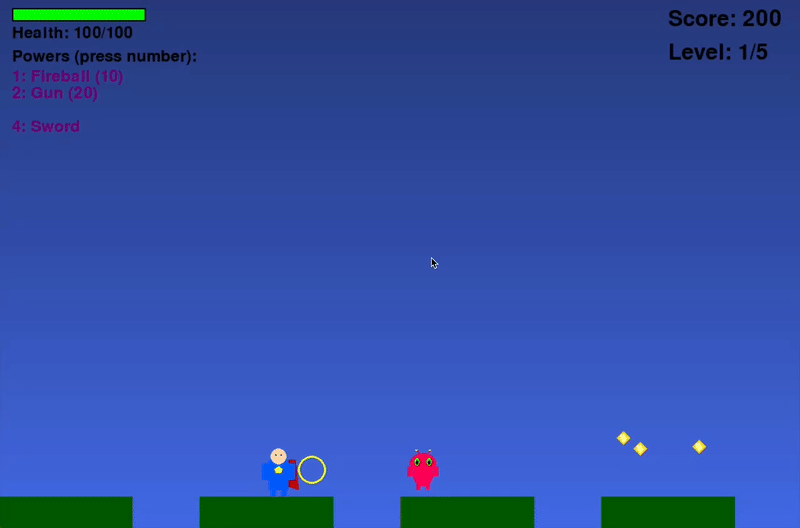 Health: 100/100
Powers (press number):
1: Fireball (10)
2: Gun (20)
4: Sword
Score: 200
Level: 1/5